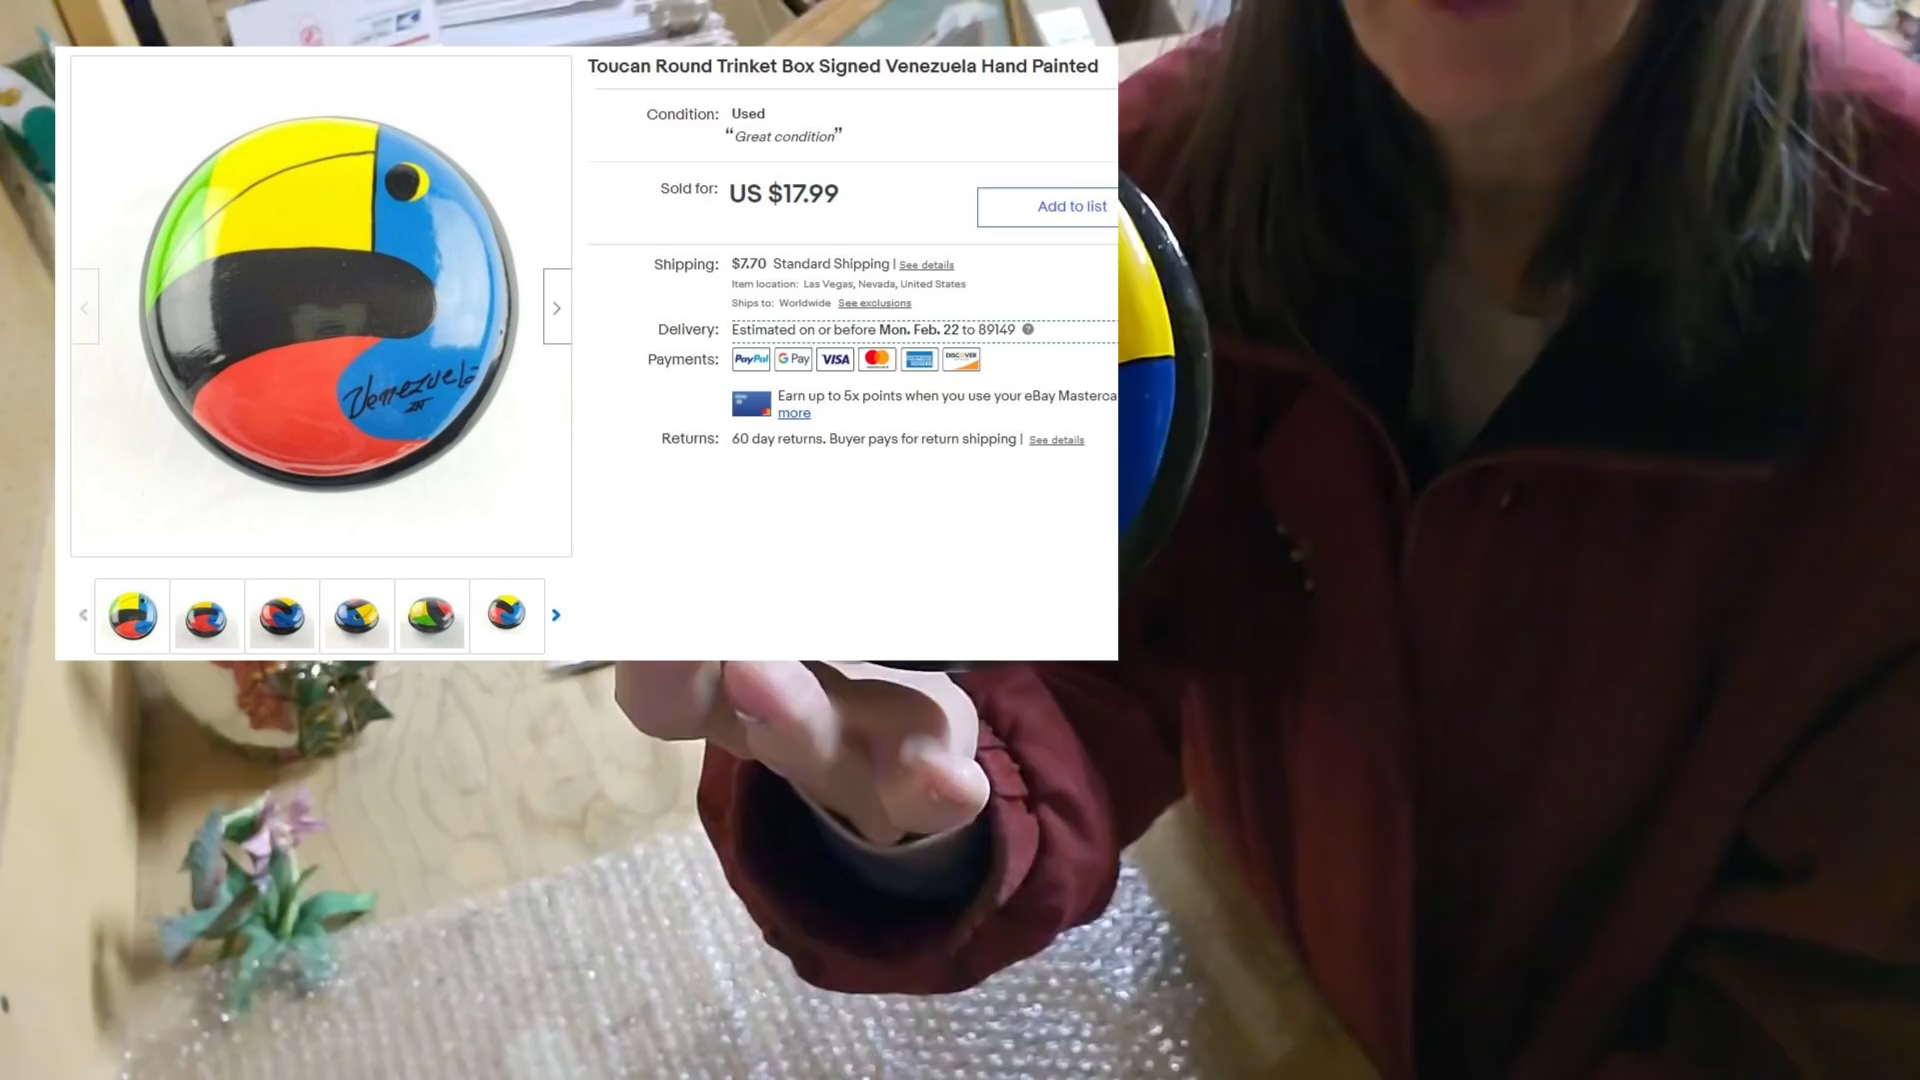 Toucan Round Trinket Box Signed Venezuela Hand Painted
Condition: Used
“Great condition”
Sold for: US $17.99
Add to list
Shipping: $7.70 Standard Shipping | See details
Item location: Las Vegas, Nevada, United States
Ships to: Worldwide See exclusions
Delivery: Estimated on or before Mon. Feb. 22 to 89149
Payments: PayPal G Pay VISA DISCOVER
Earn up to 5x points when you use your eBay Masterca
more
Returns: 60 day returns. Buyer pays for return shipping | See details
Venezuela